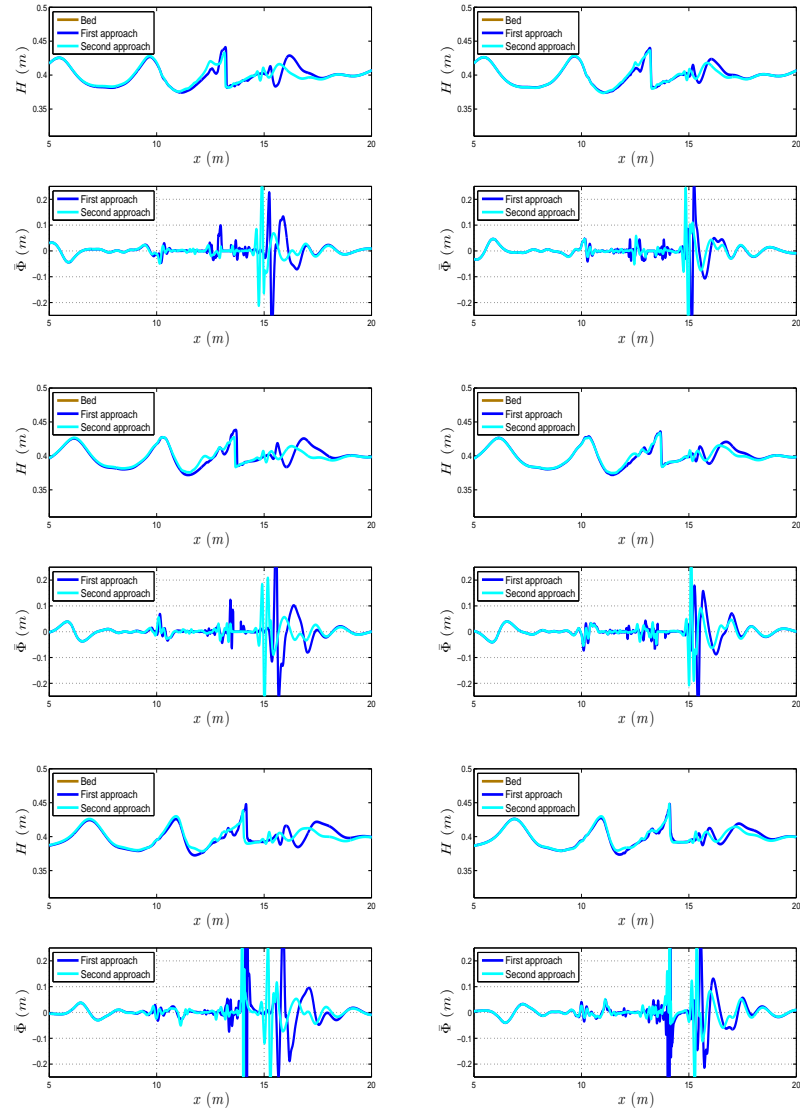 0.5
0.45
0.4
0.35
H (m)
Bed
First approach
Second approach
5 10 15 20
x (m)
0.5
0.45
0.4
0.35
H (m)
Bed
First approach
Second approach
5 10 15 20
x (m)
0.2
0.1
0
−0.1
−0.2
Φ̄ (m)
First approach
Second approach
5 10 15 20
x (m)
0.2
0.1
0
−0.1
−0.2
Φ̄ (m)
First approach
Second approach
5 10 15 20
x (m)
0.5
0.45
0.4
0.35
H (m)
Bed
First approach
Second approach
5 10 15 20
x (m)
0.5
0.45
0.4
0.35
H (m)
Bed
First approach
Second approach
5 10 15 20
x (m)
0.2
0.1
0
−0.1
−0.2
Φ̄ (m)
First approach
Second approach
5 10 15 20
x (m)
0.2
0.1
0
−0.1
−0.2
Φ̄ (m)
First approach
Second approach
5 10 15 20
x (m)
0.5
0.45
0.4
0.35
H (m)
Bed
First approach
Second approach
5 10 15 20
x (m)
0.5
0.45
0.4
0.35
H (m)
Bed
First approach
Second approach
5 10 15 20
x (m)
0.2
0.1
0
−0.1
−0.2
Φ̄ (m)
First approach
Second approach
5 10 15 20
x (m)
0.2
0.1
0
−0.1
−0.2
Φ̄ (m)
First approach
Second approach
5 10 15 20
x (m)